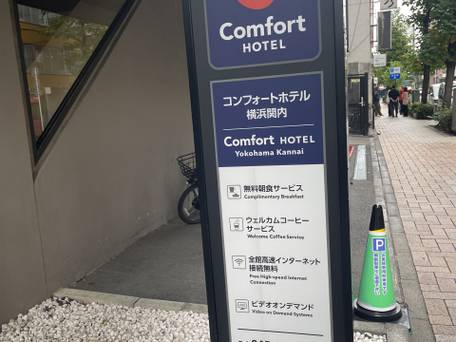 Comfort
HOTEL
コンフォートホテル
横浜関内
Comfort HOTEL
Yokohama Kannai
無料朝食サービス
Complimentary Breakfast
ウェルカムコーヒー
サービス
Welcome Coffee Service
全館高速インターネット
接続無料
Free High-speed Internet
Connection
ビデオオンデマンド
Video on Demand Systems
P